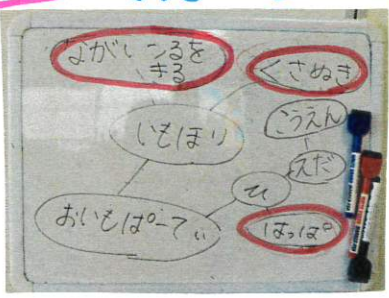 ながいつるを
きる
くさぬき
こうえん
いもほり
えだ
ひ
おいもぱーてぃ
はっぱ